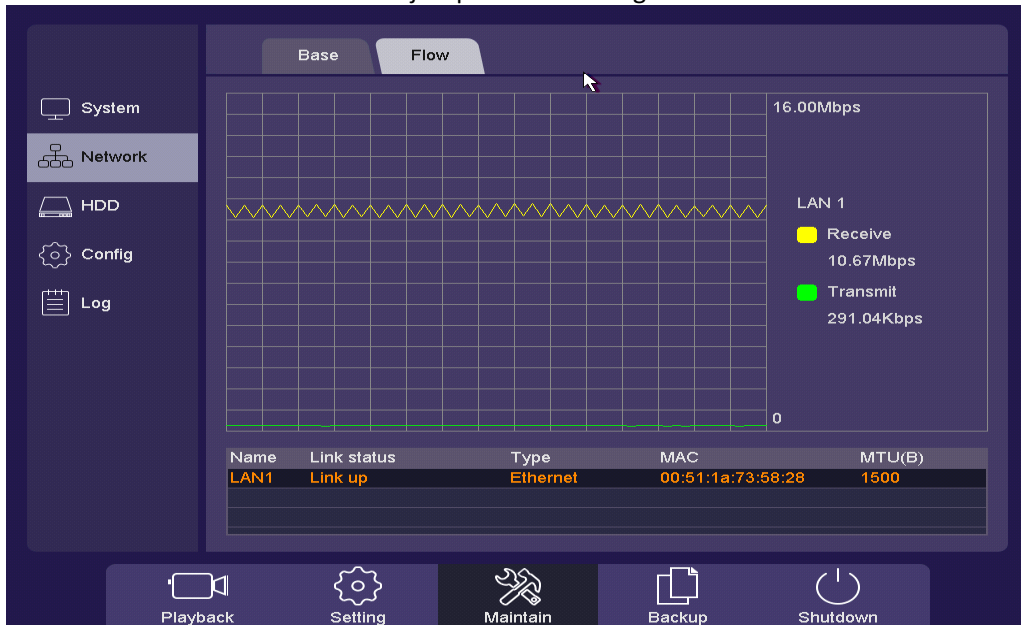 Base Flow
System
Network
HDD
Config
Log
16.00Mbps
LAN 1
Receive
10.67Mbps
Transmit
291.04Kbps
0
Name Link status Type MAC MTU(B)
LAN1 Link up Ethernet 00:51:1a:73:58:28 1500
Playback Setting Maintain Backup Shutdown